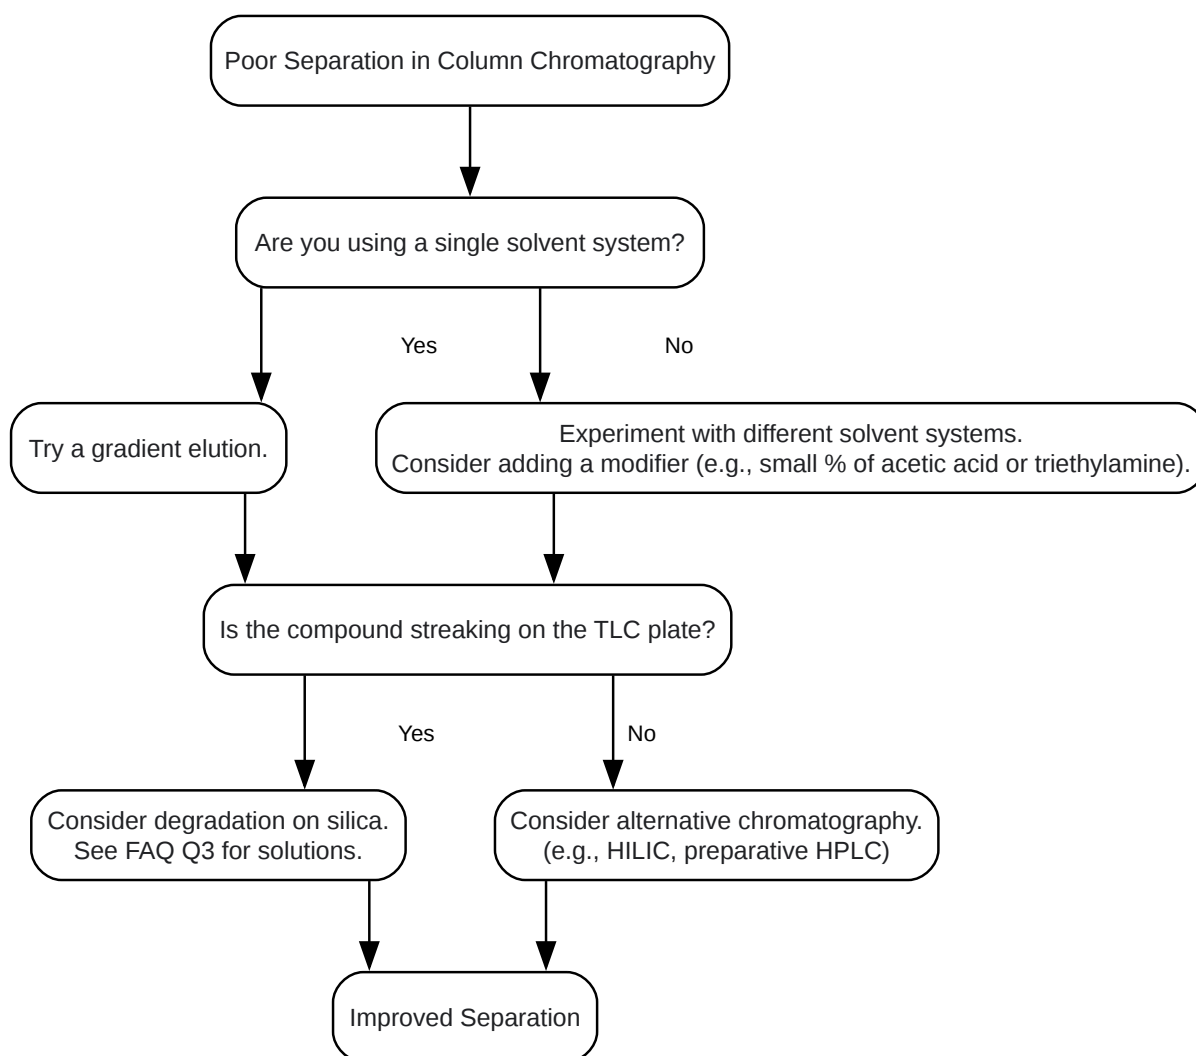 Poor Separation in Column Chromatography
Are you using a single solvent system?
Yes
No
Try a gradient elution.
Experiment with different solvent systems.
Consider adding a modifier (e.g., small % of acetic acid or triethylamine).
Is the compound streaking on the TLC plate?
Yes
No
Consider degradation on silica.
See FAQ Q3 for solutions.
Consider alternative chromatography.
(e.g., HILIC, preparative HPLC)
Improved Separation